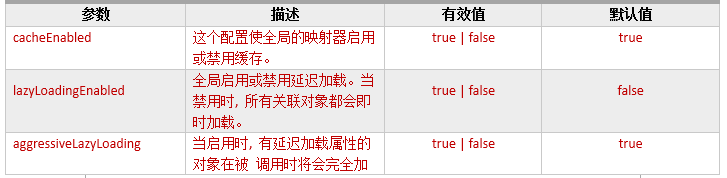 参数 描述 有效值 默认值
cacheEnabled 这个配置使全局的映射器启用 true | false true
或禁用缓存。
lazyLoadingEnabled 全局启用或禁用延迟加载。当 true | false false
禁用时, 所有关联对象都会即
时加载。
aggressiveLazyLoading 当启用时, 有延迟加载属性的 true | false true
对象在被 调用时将会完全加